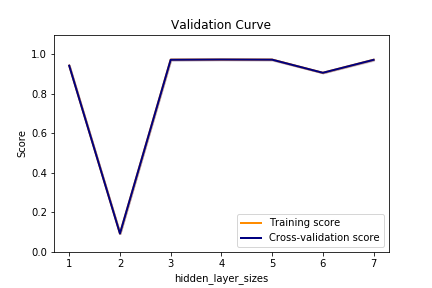 Validation Curve
1.0
0.8
0.6
0.4
0.2
0.0
Score
Training score
Cross-validation score
1 2 3 4 5 6 7
hidden_layer_sizes